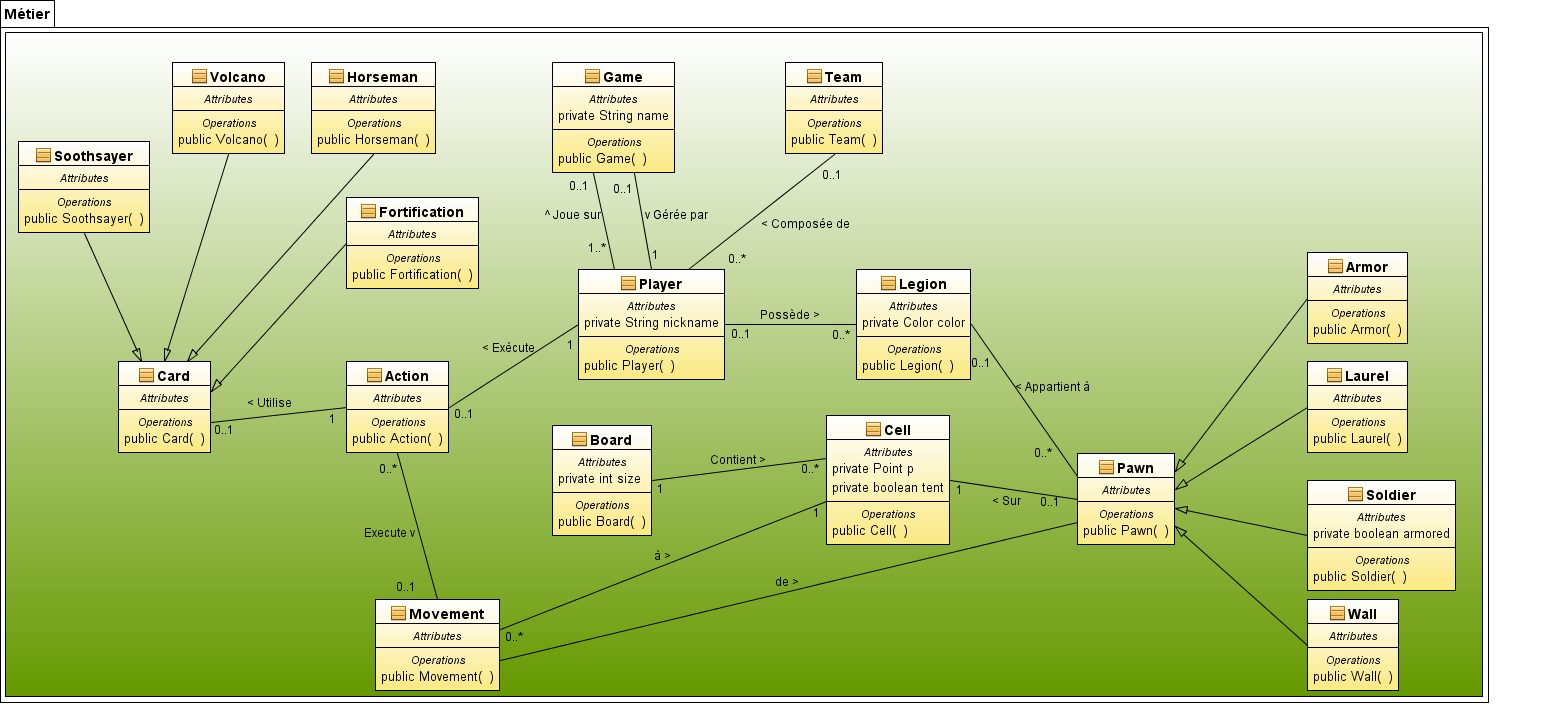 Métier
Volcano
Attributes
Operations
public Volcano( )
Horseman
Attributes
Operations
public Horseman( )
Game
Attributes
private String name
Operations
public Game( )
Team
Attributes
Operations
public Team( )
Soothsayer
Attributes
Operations
public Soothsayer( )
Fortification
Attributes
Operations
public Fortification( )
0..1
0..1
0..1
^ Joue sur
v Gérée par
< Composée de
1..*
1
0..*
Player
Attributes
private String nickname
Operations
public Player( )
Possède >
0..1
0..*
Legion
Attributes
private Color color
Operations
public Legion( )
Armor
Attributes
Operations
public Armor( )
< Exécute
1
0..1
0..1
< Appartient à
0..*
Card
Attributes
Operations
public Card( )
< Utilise
0..1
1
Action
Attributes
Operations
public Action( )
Laurel
Attributes
Operations
public Laurel( )
Board
Attributes
private int size
Operations
public Board( )
Contient >
1
0..*
Cell
Attributes
private Point p
private boolean tent
Operations
public Cell( )
1
< Sur
0..1
Pawn
Attributes
Operations
public Pawn( )
Soldier
Attributes
private boolean armored
Operations
public Soldier( )
0..*
Execute v
0..1
1
à >
0..*
de >
Movement
Attributes
Operations
public Movement( )
Wall
Attributes
Operations
public Wall( )